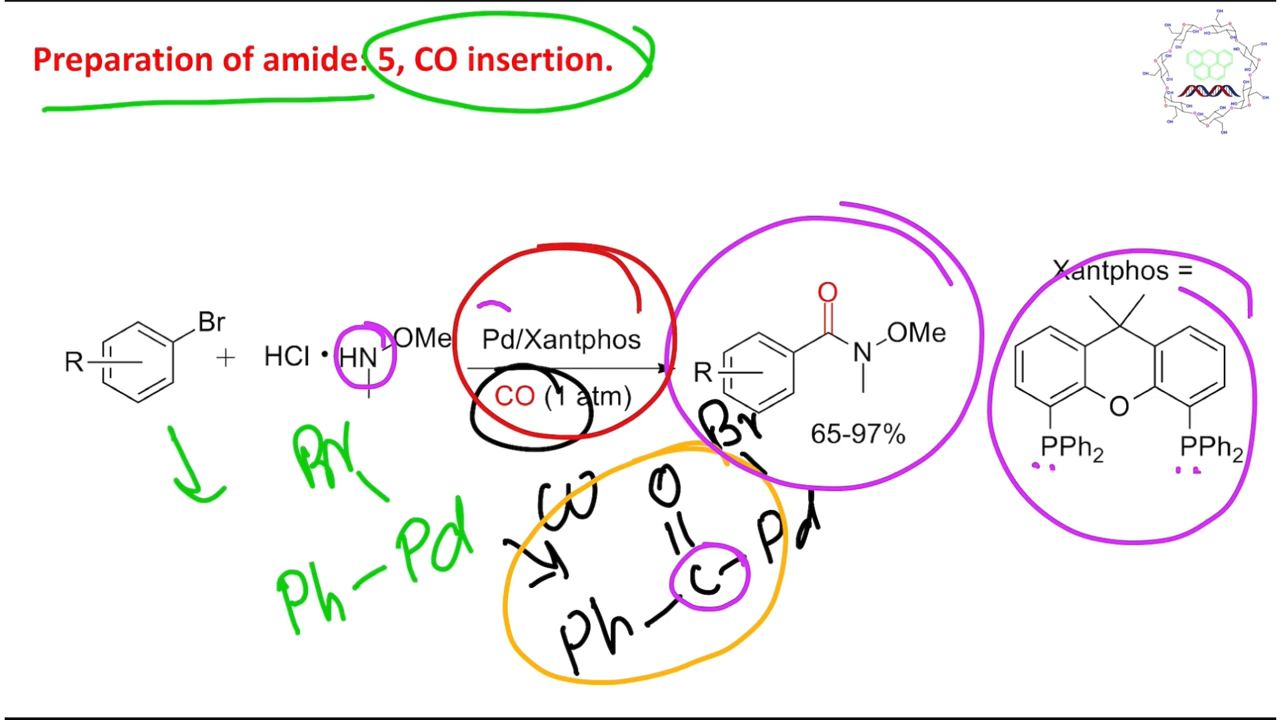 Preparation of amide: 5, CO insertion.
Br
R
+
HCl · HN
OMe
Pd/Xantphos
CO (1 atm)
O
N
OMe
R
65-97%
Xantphos =
O
PPh2
PPh2
Br
Ph-Pd
CO
O
Br
Ph-C-Pd